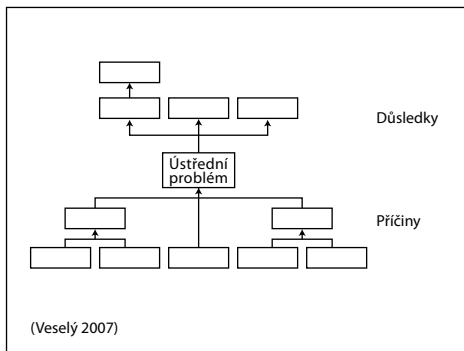 Důsledky
Ústřední
problém
Příčiny
(Veselý 2007)